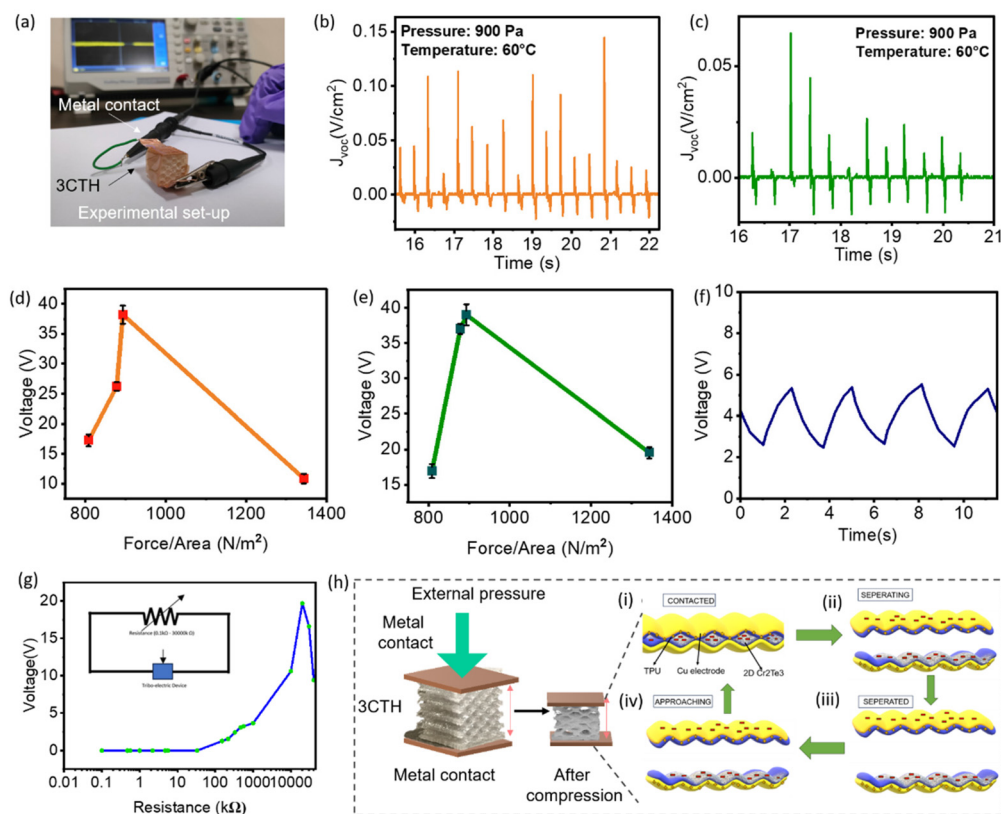 (a)
Metal contact
3CTH
Experimental set-up
(b)
Pressure: 900 Pa
Temperature: 60°C
0.15
0.10
0.05
0.00
J_voc(V/cm²)
16 17 18 19 20 21 22
Time (s)
(c)
Pressure: 900 Pa
Temperature: 60°C
0.05
0.00
J_voc(V/cm²)
16 17 18 19 20 21
Time (s)
(d)
40
35
30
25
20
15
10
Voltage (V)
800 1000 1200 1400
Force/Area (N/m²)
(e)
40
35
30
25
20
15
Voltage (V)
800 1000 1200 1400
Force/Area (N/m²)
(f)
10
8
6
4
2
0
Voltage (V)
0 2 4 6 8 10
Time(s)
(g)
20
15
10
5
0
Voltage(V)
Resistance (0.1kΩ - 30000k Ω)
Tribo-electric Device
0.01 0.1 1 10 100 1000 10000
Resistance (kΩ)
(h)
External pressure
Metal
contact
3CTH
Metal contact
After
compression
(i)
CONTACTED
TPU
Cu electrode
2D Cr2Te3
(ii)
SEPERATING
(iii)
SEPERATED
(iv)
APPROACHING